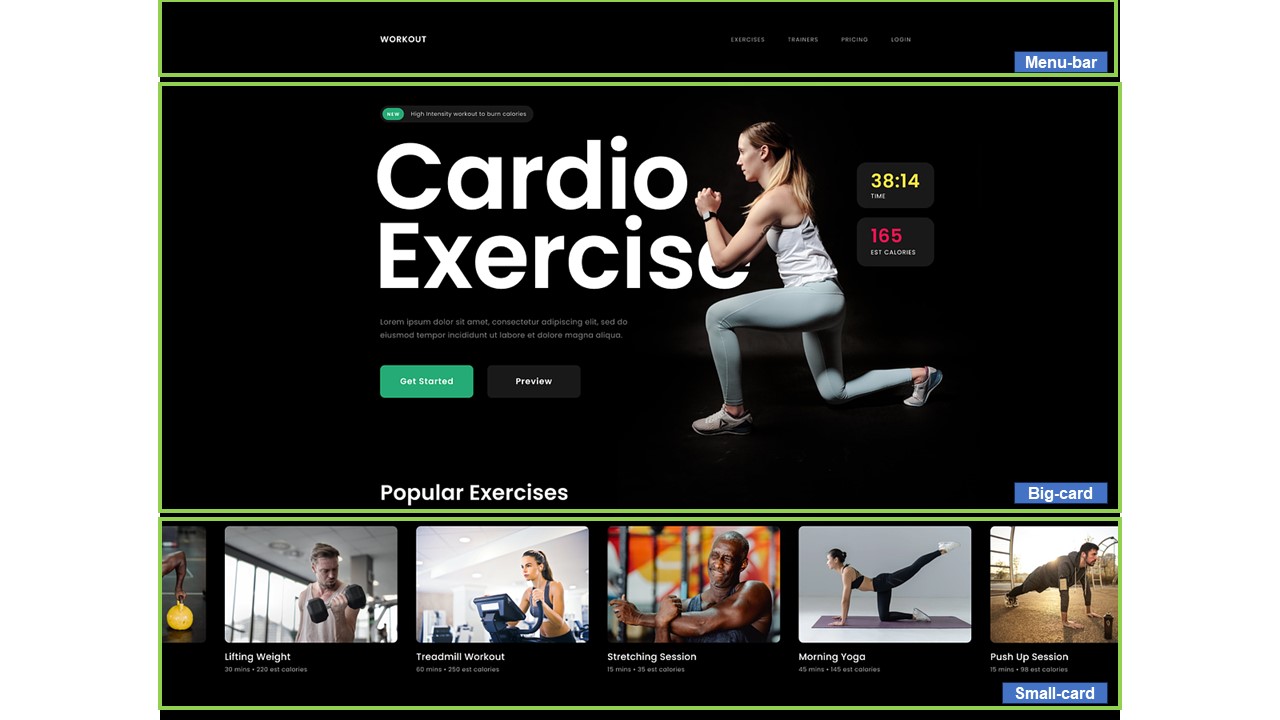 WORKOUT
EXERCISES TRAINERS PRICING LOGIN
Menu-bar
NEW High Intensity workout to burn calories
Cardio
Exercise
38:14
TIME
165
EST CALORIES
Lorem ipsum dolor sit amet, consectetur adipiscing elit, sed do
eiusmod tempor incididunt ut labore et dolore magna aliqua.
Get Started Preview
Popular Exercises
Big-card
Lifting Weight
30 mins • 220 est calories
Treadmill Workout
60 mins • 250 est calories
Stretching Session
15 mins • 35 est calories
Morning Yoga
45 mins • 145 est calories
Push Up Session
15 mins • 98 est calories
Small-card